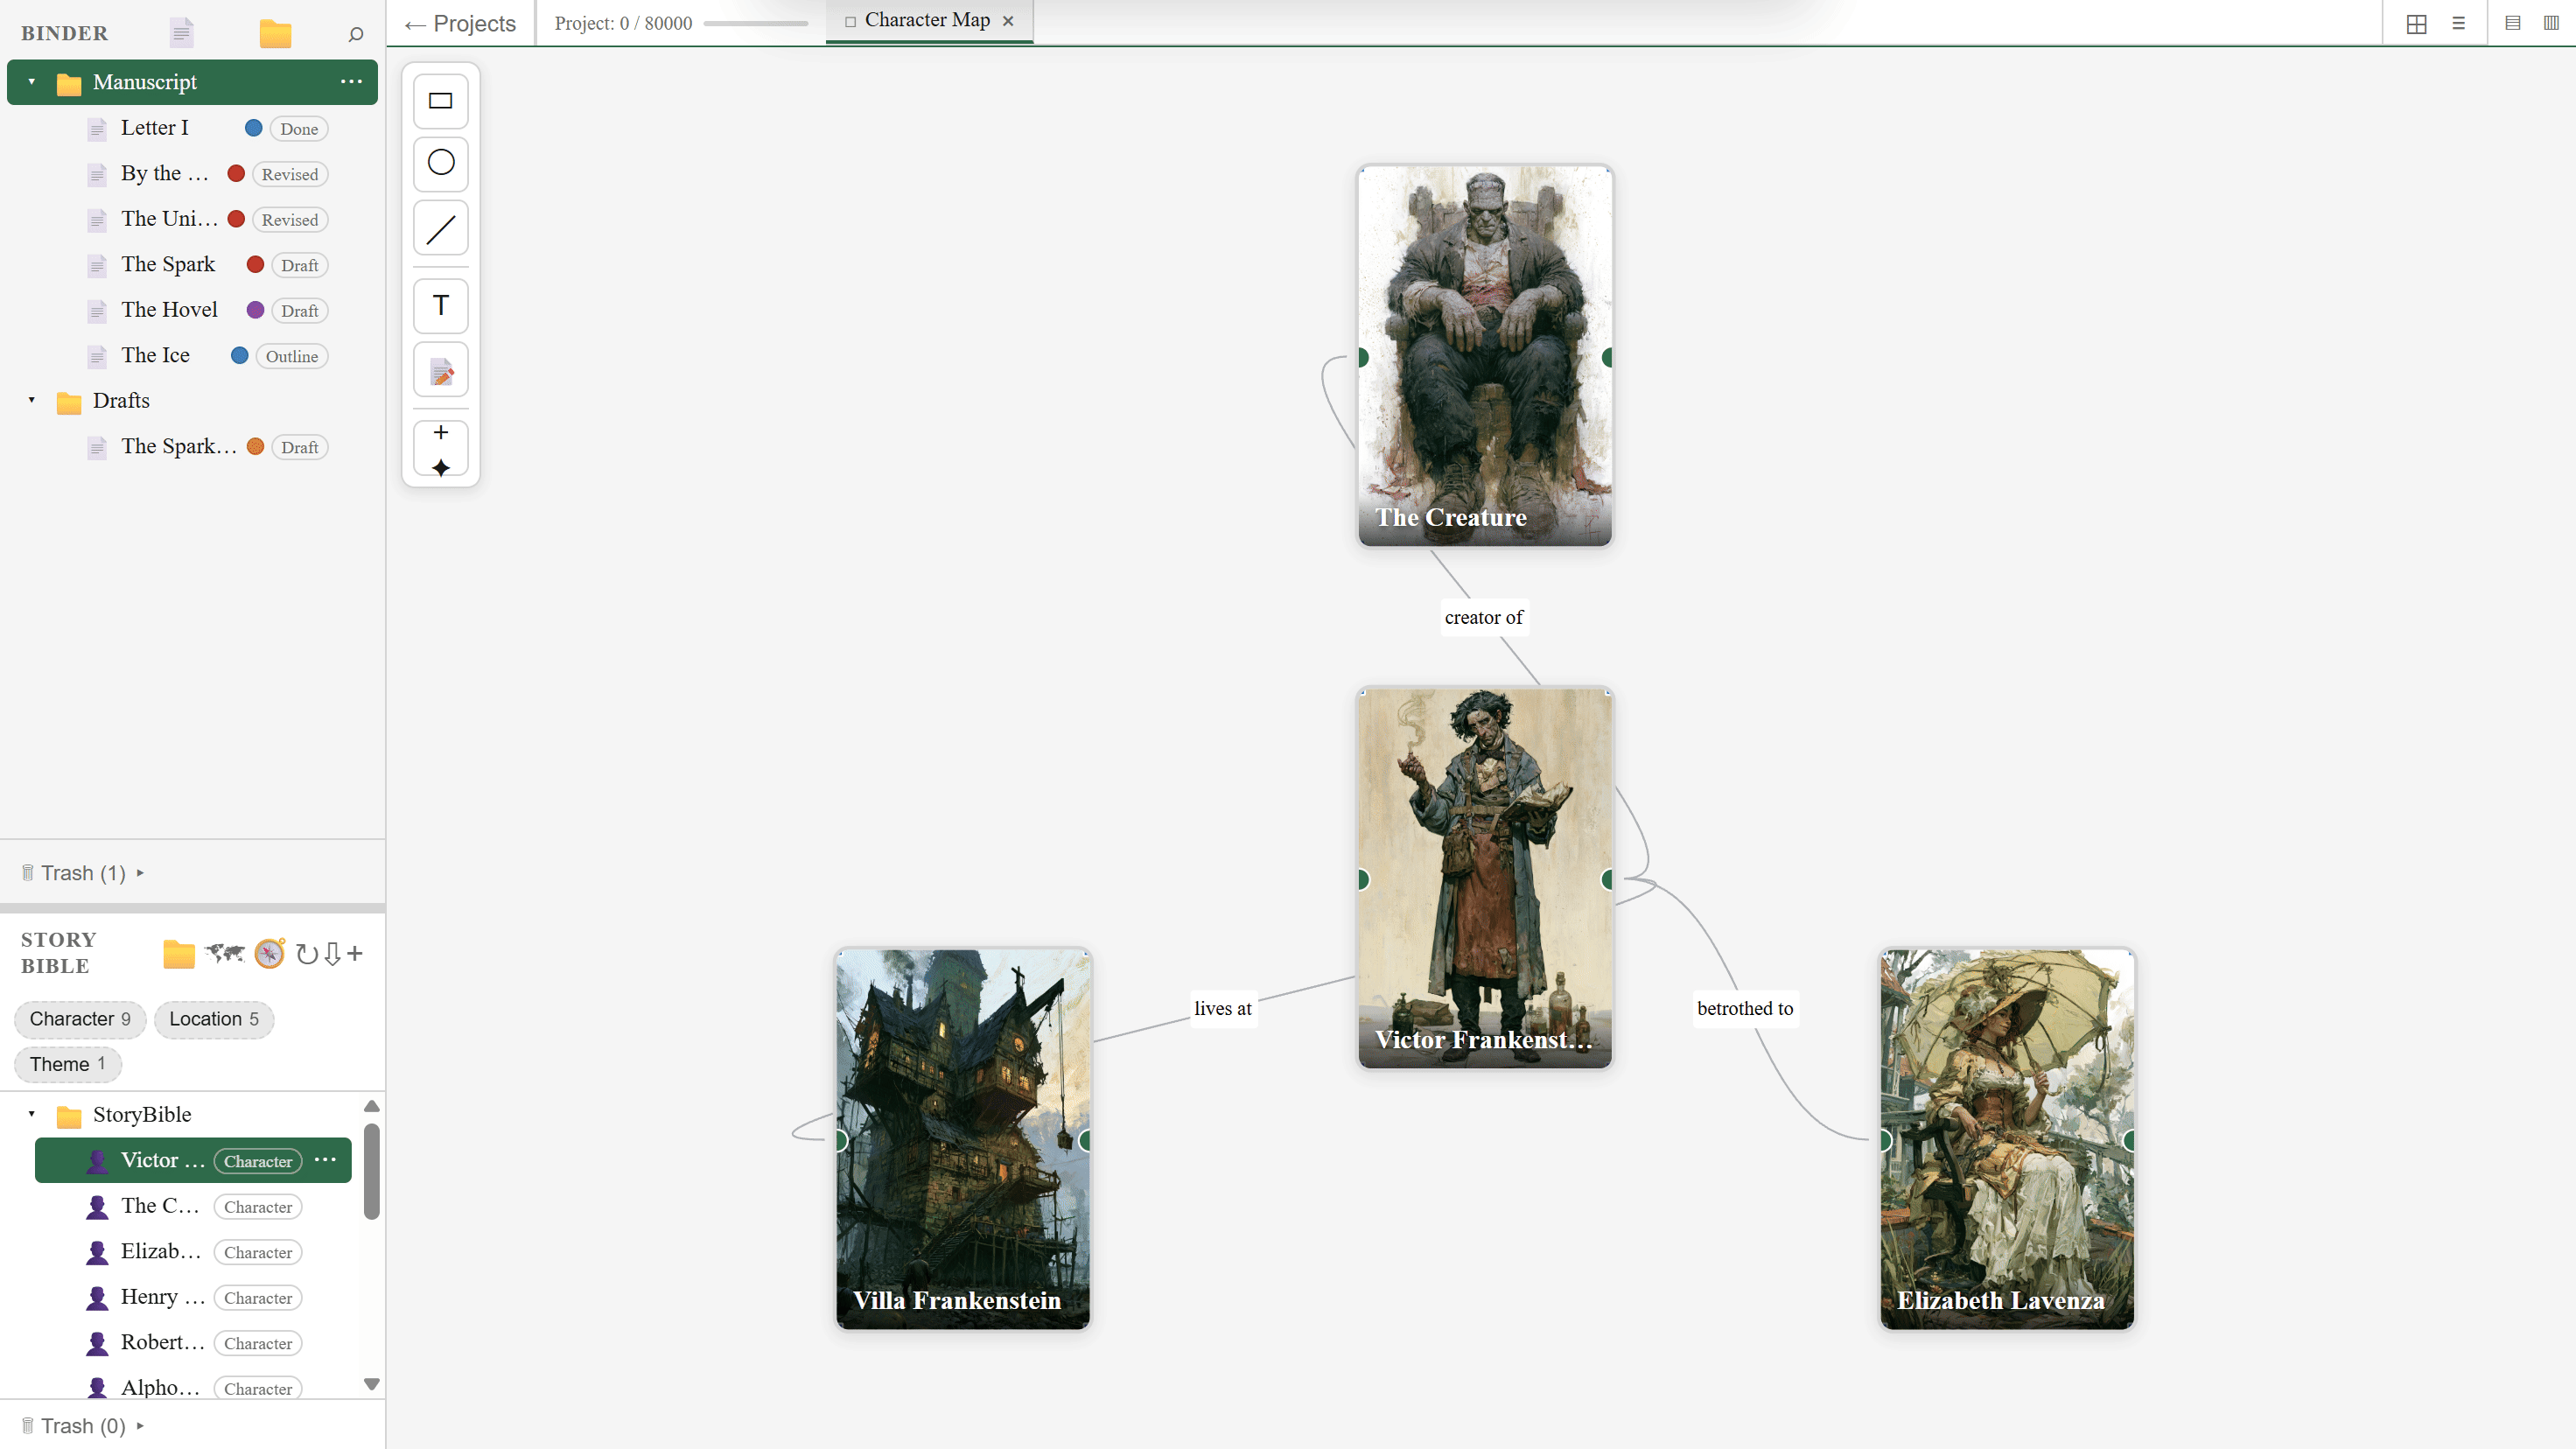 BINDER
Manuscript
Letter I Done
By the … Revised
The Uni… Revised
The Spark Draft
The Hovel Draft
The Ice Outline
Drafts
The Spark… Draft
Trash (1)
STORY
BIBLE
Character 9 Location 5
Theme 1
StoryBible
Victor … Character
The C… Character
Elizab… Character
Henry … Character
Robert… Character
Alpho… Character
Trash (0)
← Projects Project: 0 / 80000 Character Map ×
T
The Creature
creator of
Victor Frankenst…
lives at
betrothed to
Villa Frankenstein
Elizabeth Lavenza